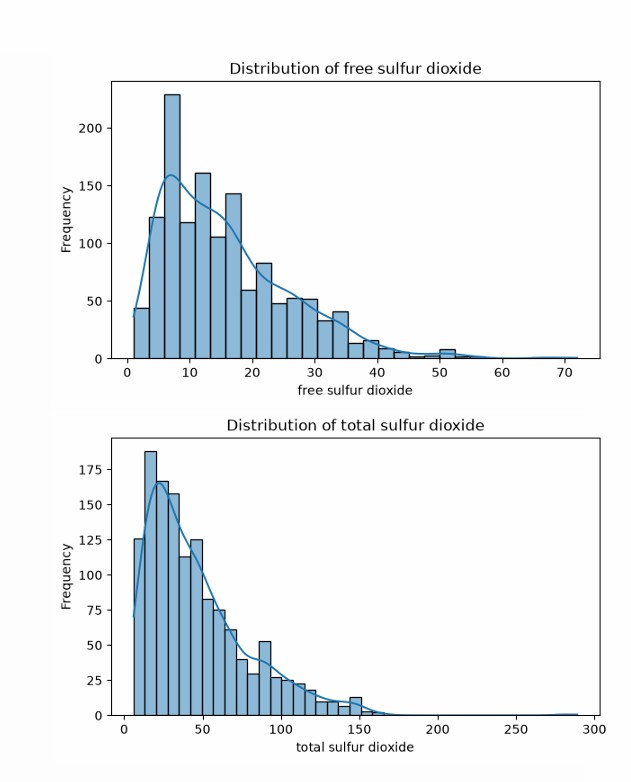 Distribution of free sulfur dioxide
200
150
100
50
0
Frequency
0 10 20 30 40 50 60 70
free sulfur dioxide
Distribution of total sulfur dioxide
175
150
125
100
75
50
25
0
Frequency
0 50 100 150 200 250 300
total sulfur dioxide